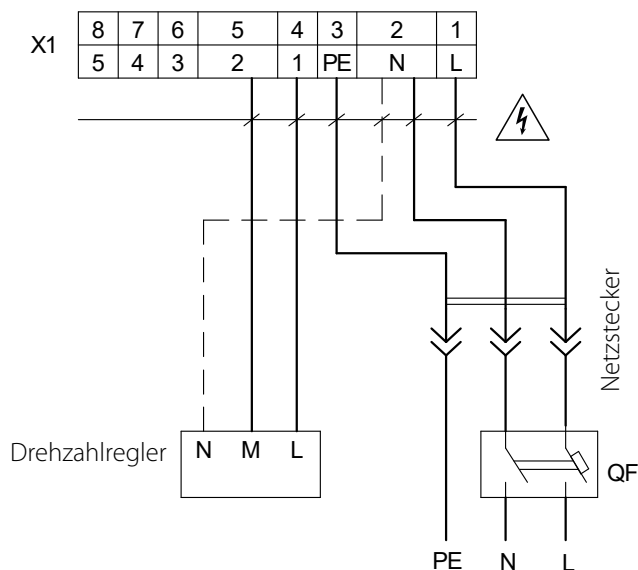 X1
8 7 6 5 4 3 2 1
5 4 3 2 1 PE N L
Netzstecker
Drehzahlregler
N M L
QF
PE N L